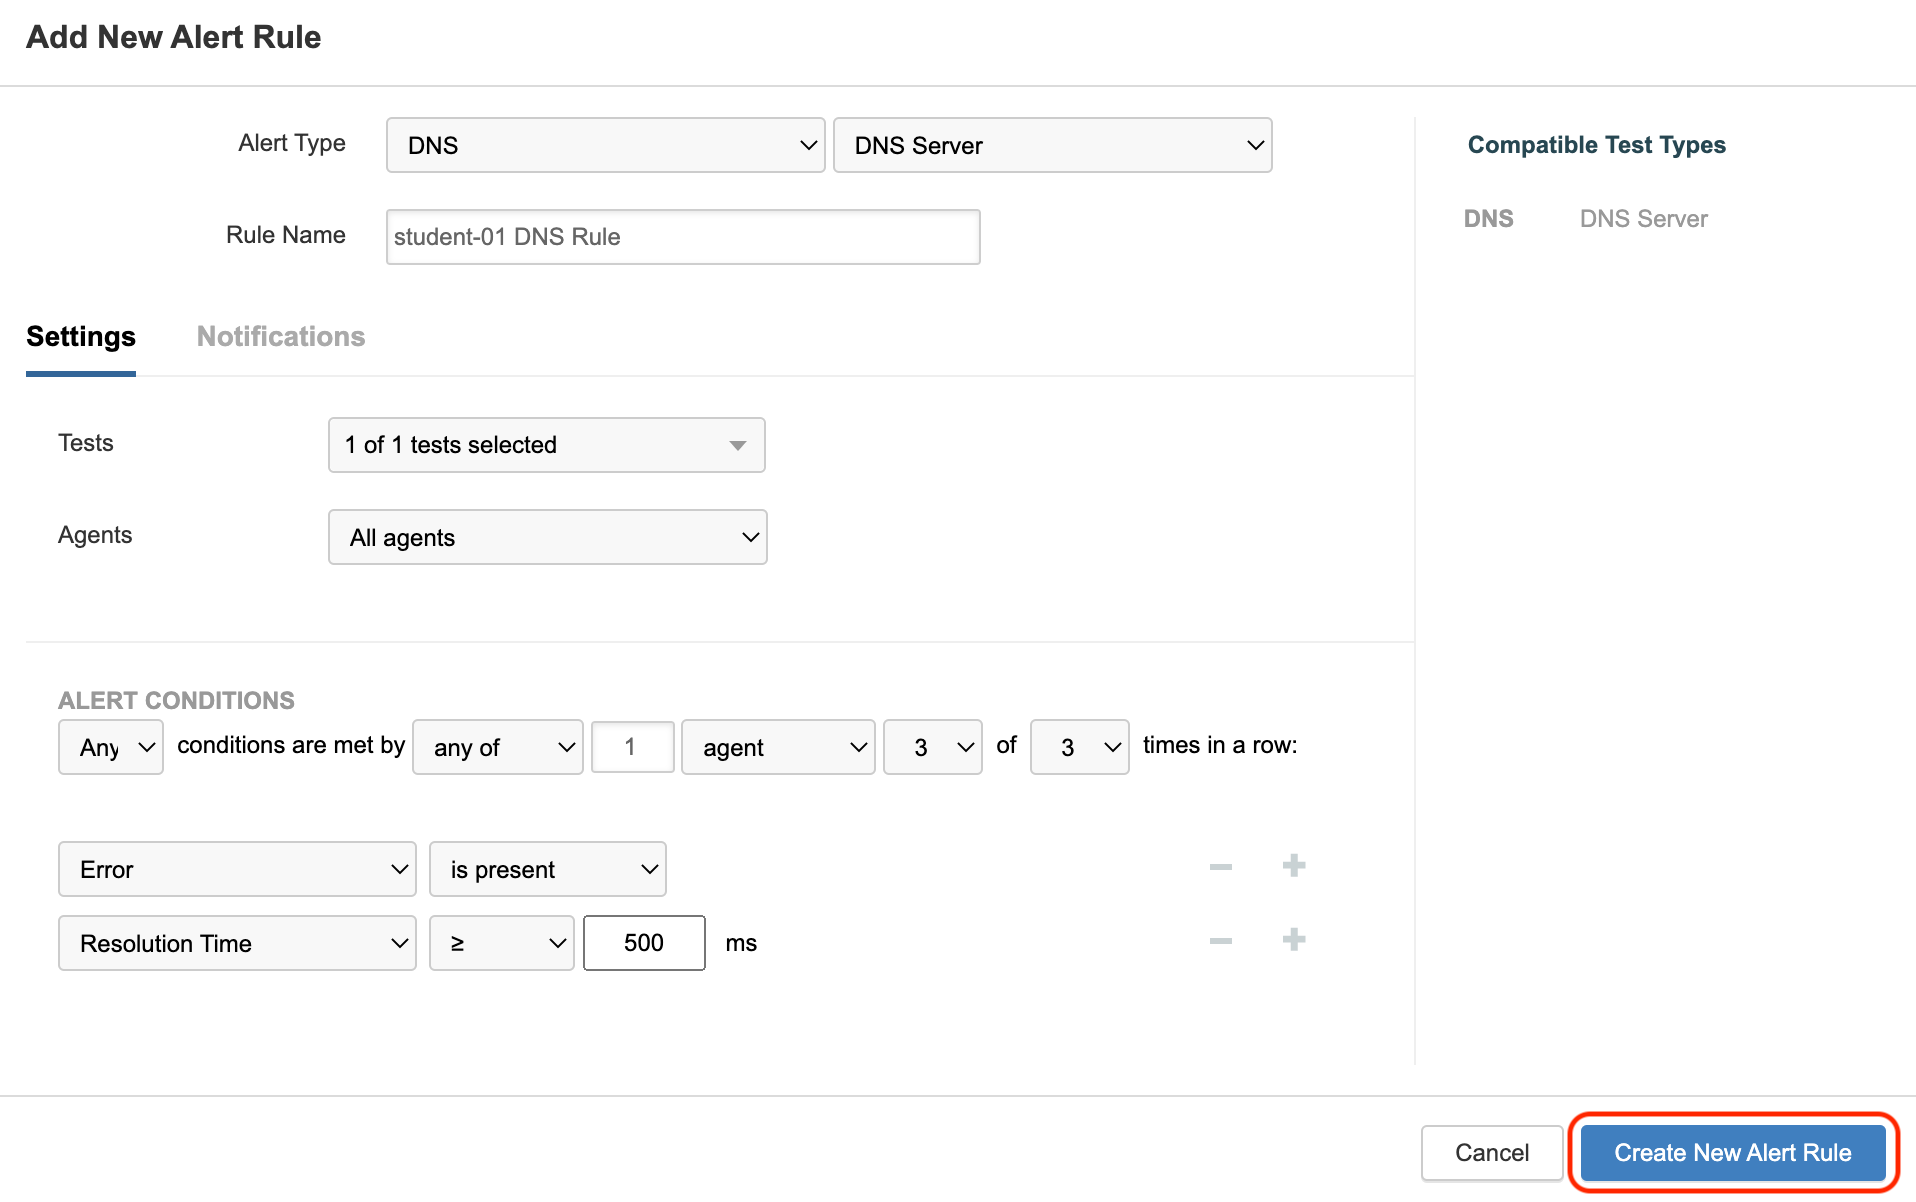 Add New Alert Rule
Alert Type DNS DNS Server
Compatible Test Types
DNS DNS Server
Rule Name student-01 DNS Rule
Settings Notifications
Tests 1 of 1 tests selected
Agents All agents
ALERT CONDITIONS
Any conditions are met by any of 1 agent 3 of 3 times in a row:
Error is present
Resolution Time ≥ 500 ms
Cancel Create New Alert Rule